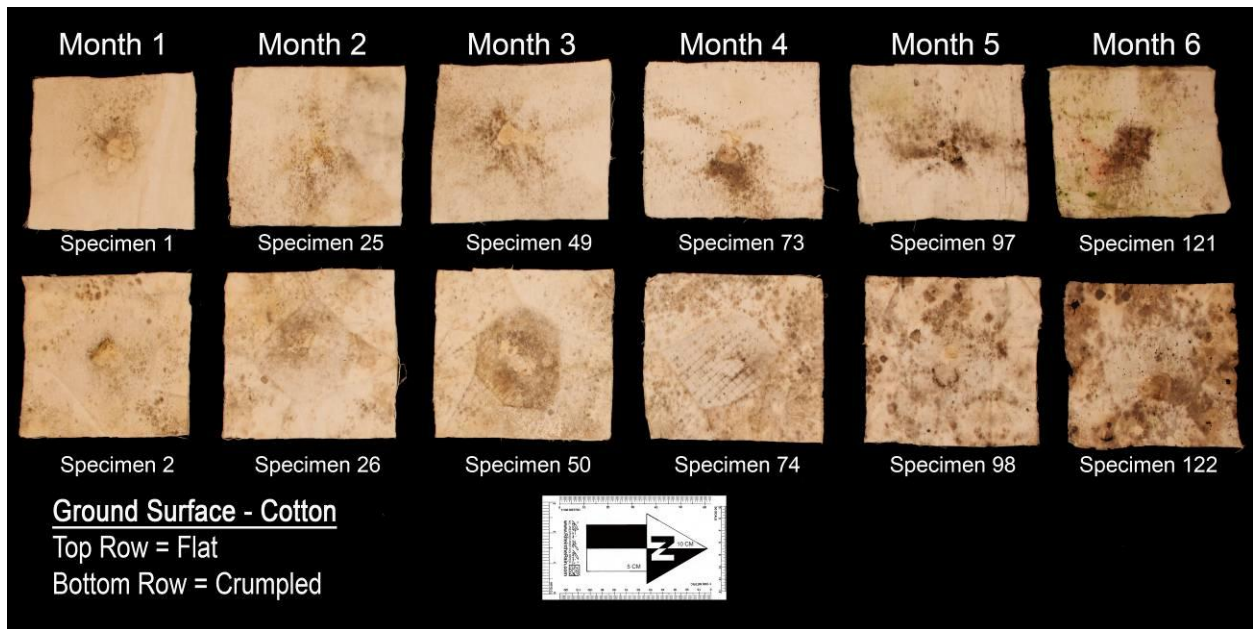 Month 1 Month 2 Month 3 Month 4 Month 5 Month 6
Specimen 1 Specimen 25 Specimen 49 Specimen 73 Specimen 97 Specimen 121
Specimen 2 Specimen 26 Specimen 50 Specimen 74 Specimen 98 Specimen 122
Ground Surface - Cotton
Top Row = Flat
Bottom Row = Crumpled
N
10 CM
5 CM